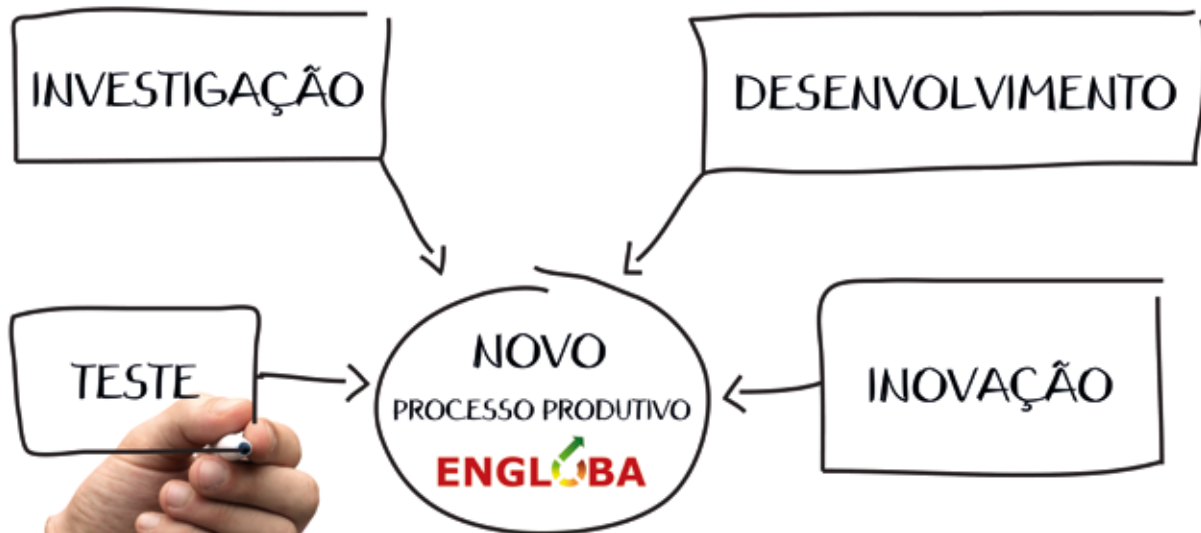 INVESTIGAÇÃO
DESENVOLVIMENTO
TESTE
NOVO
PROCESSO PRODUTIVO
ENGLOBA
INOVAÇÃO